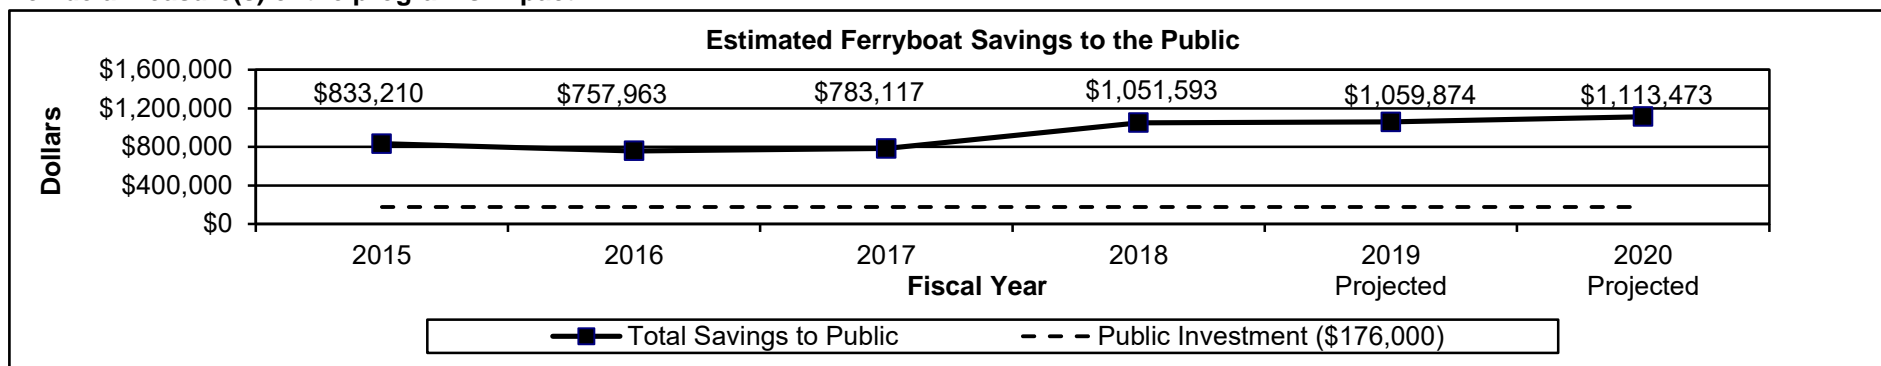 Estimated Ferryboat Savings to the Public
Dollars
$1,600,000
$1,200,000
$800,000
$400,000
$0
$833,210 $757,963 $783,117 $1,051,593 $1,059,874 $1,113,473
2015 2016 2017 2018 2019 2020
Projected Projected
Fiscal Year
Total Savings to Public Public Investment ($176,000)